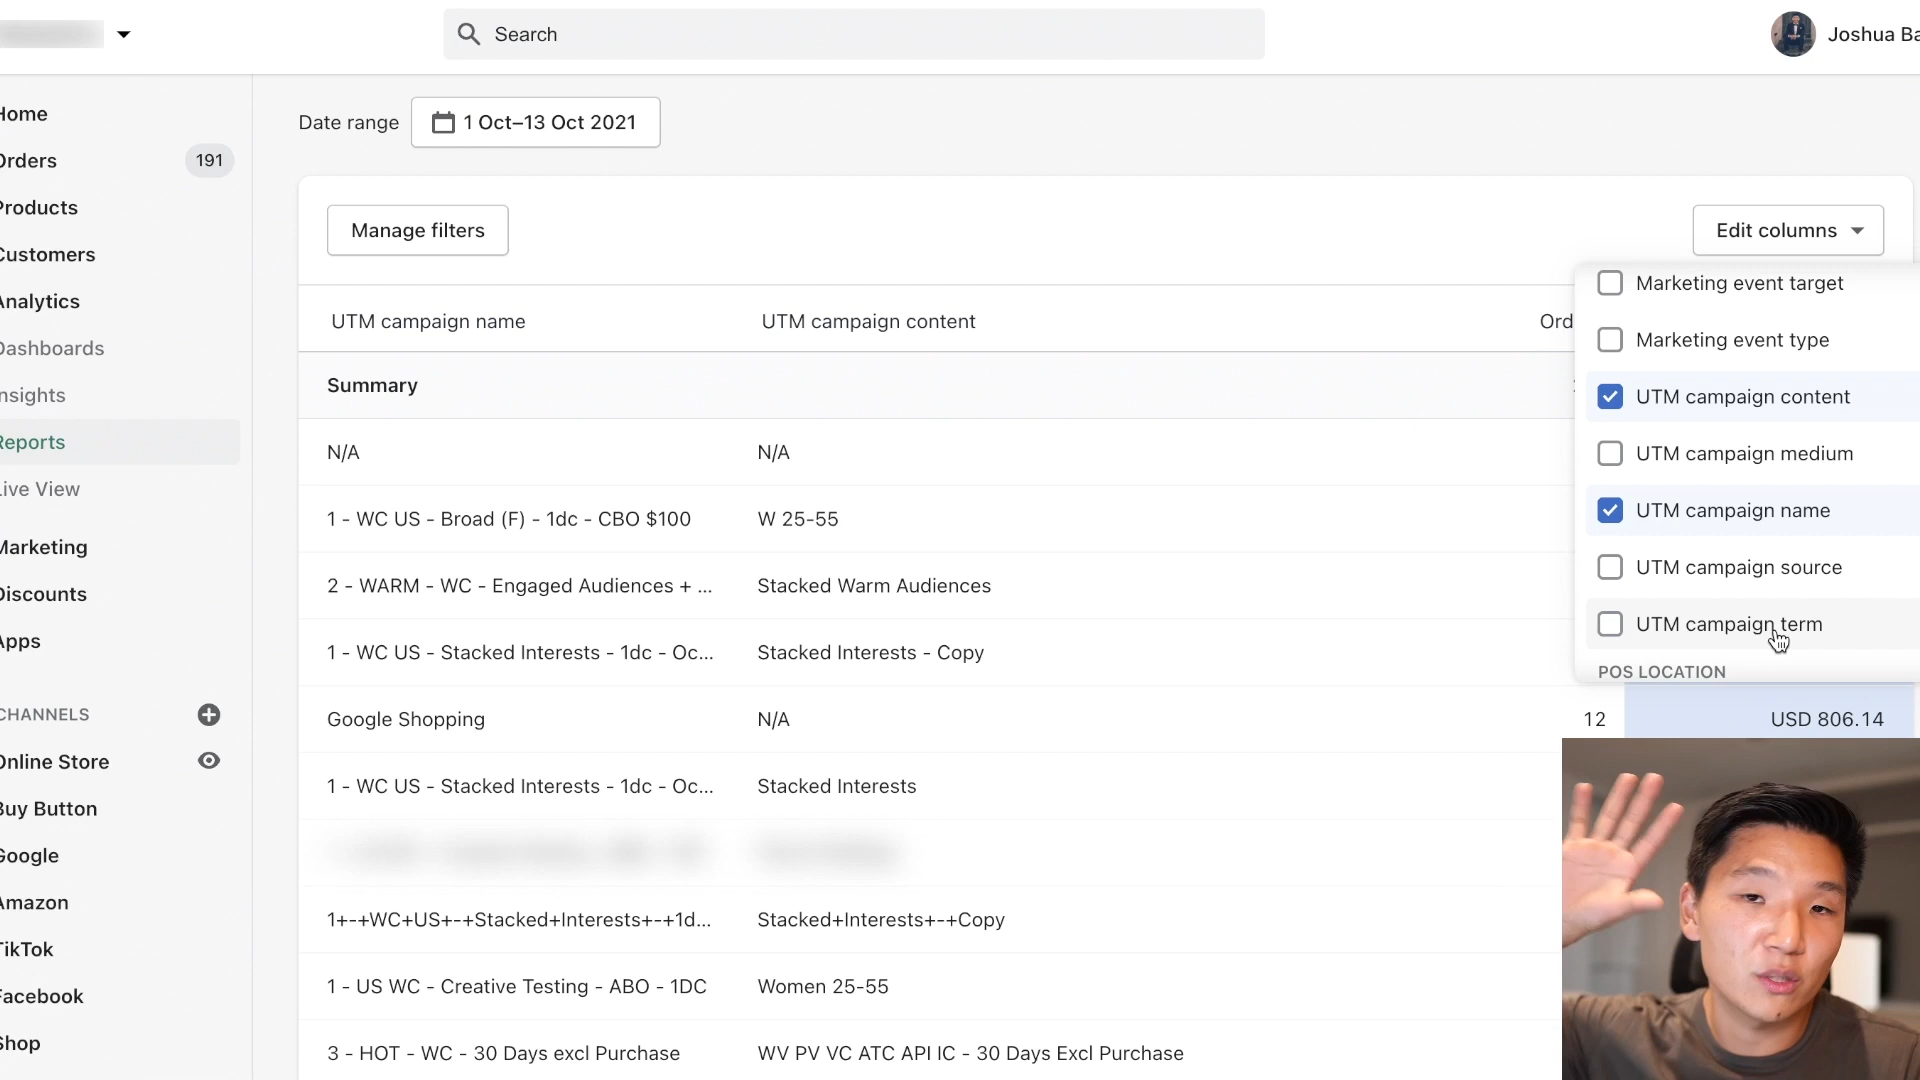 Search
Joshua Ba
Home
Orders
191
Products
Customers
Analytics
Dashboards
Insights
Reports
Live View
Marketing
Discounts
Apps
CHANNELS
Online Store
Buy Button
Google
Amazon
TikTok
Facebook
Shop
Date range
1 Oct–13 Oct 2021
Manage filters
Edit columns
UTM campaign name
UTM campaign content
Ord
Summary
N/A
N/A
1 - WC US - Broad (F) - 1dc - CBO $100
W 25-55
2 - WARM - WC - Engaged Audiences + ...
Stacked Warm Audiences
1 - WC US - Stacked Interests - 1dc - Oc...
Stacked Interests - Copy
Google Shopping
N/A
12
USD 806.14
1 - WC US - Stacked Interests - 1dc - Oc...
Stacked Interests
1+-+WC+US+-+Stacked+Interests+-+1d...
Stacked+Interests+-+Copy
1 - US WC - Creative Testing - ABO - 1DC
Women 25-55
3 - HOT - WC - 30 Days excl Purchase
WV PV VC ATC API IC - 30 Days Excl Purchase
Marketing event target
Marketing event type
UTM campaign content
UTM campaign medium
UTM campaign name
UTM campaign source
UTM campaign term
POS LOCATION